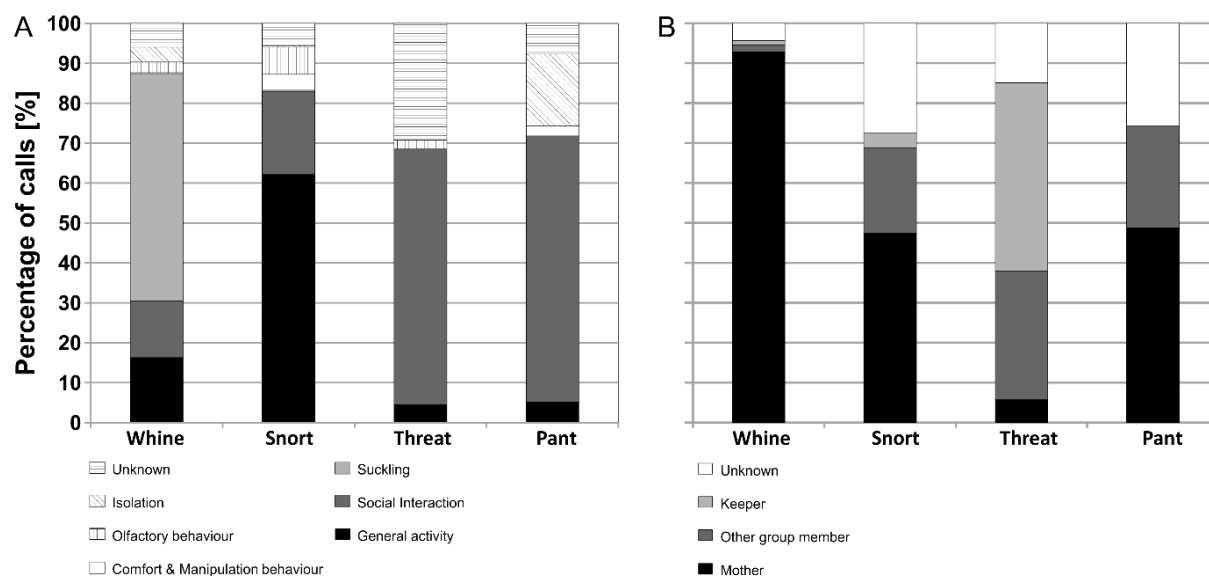 A
B
Percentage of calls [%]
100
90
80
70
60
50
40
30
20
10
0
Whine Snort Threat Pant
Whine Snort Threat Pant
Unknown Suckling
Isolation Social Interaction
Olfactory behaviour General activity
Comfort & Manipulation behaviour
Unknown
Keeper
Other group member
Mother